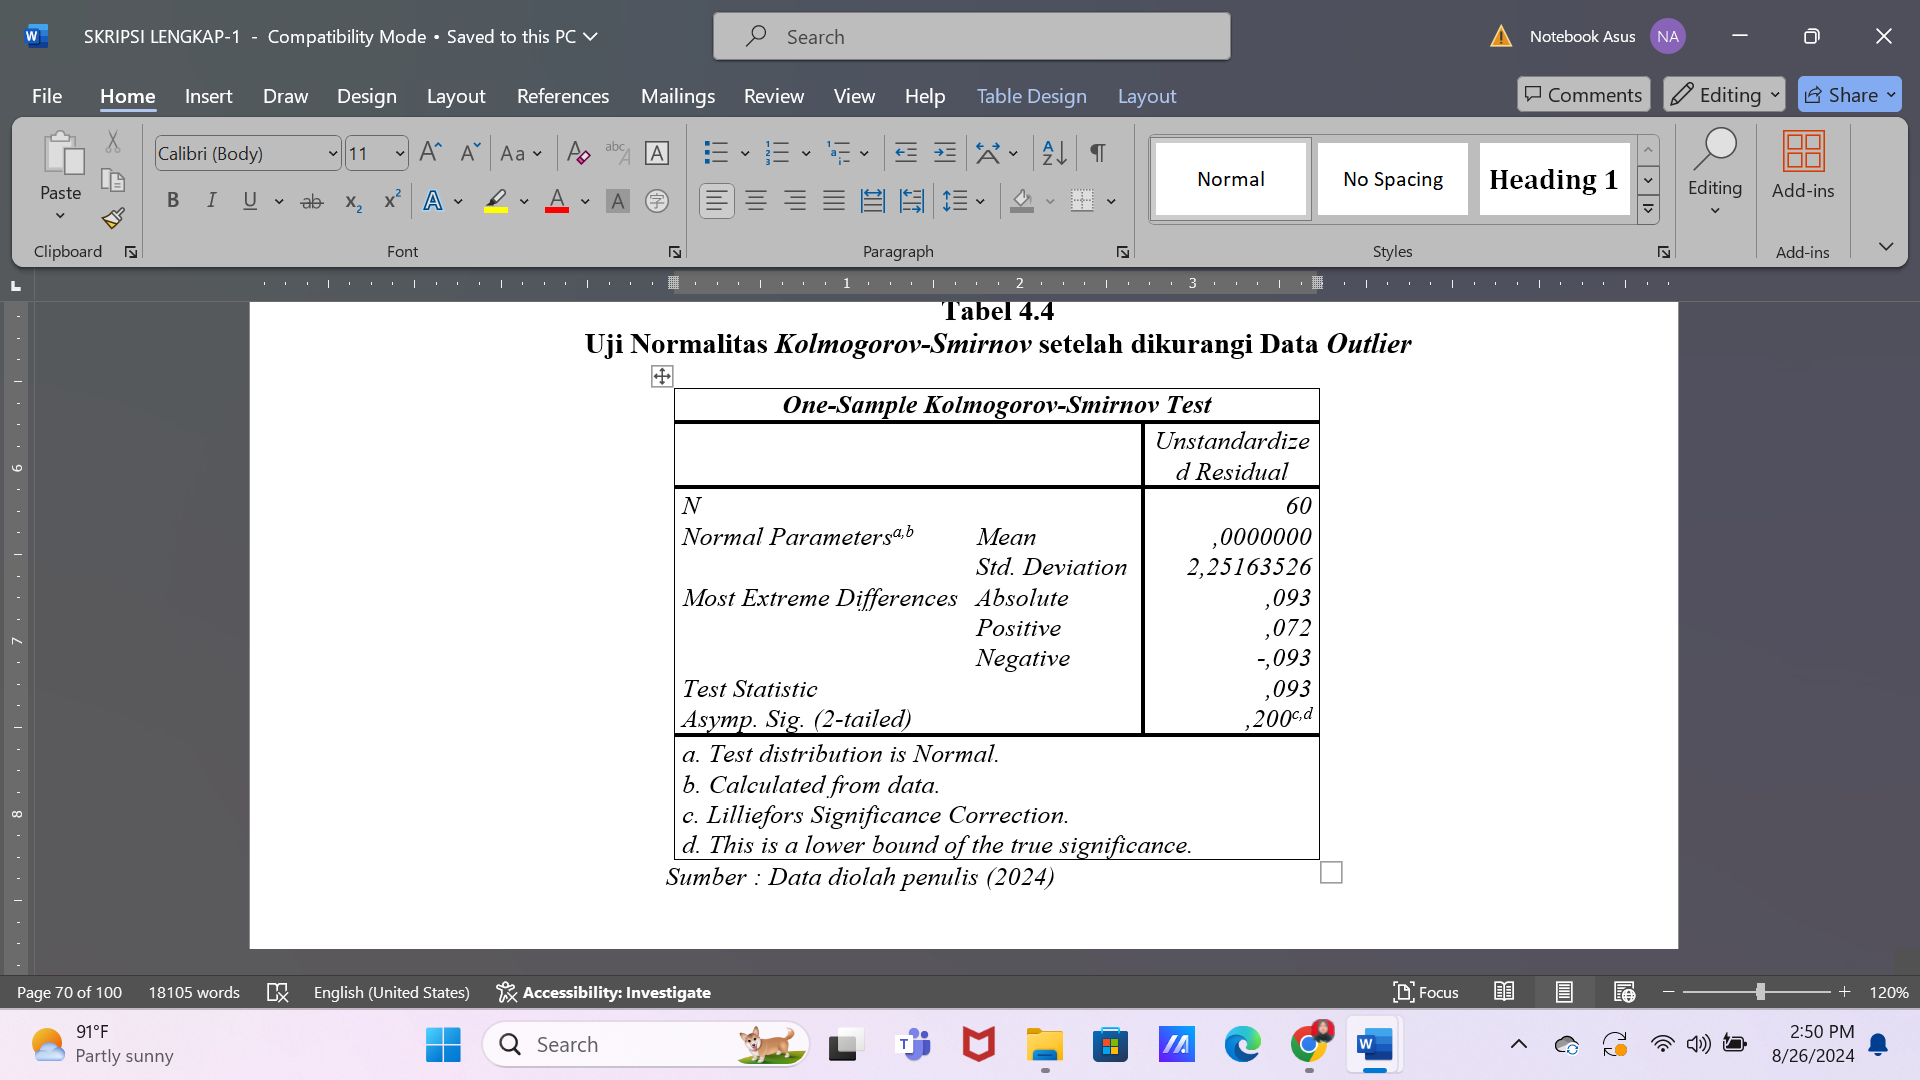 SKRIPSI LENGKAP-1 - Compatibility Mode • Saved to this PC
Search
Notebook Asus NA
File Home Insert Draw Design Layout References Mailings Review View Help Table Design Layout
Comments Editing Share
Paste
Calibri (Body) 11
Normal
No Spacing
Heading 1
Editing
Add-ins
Clipboard Font Paragraph Styles Add-ins
1 2 3
Tabel 4.4
Uji Normalitas Kolmogorov-Smirnov setelah dikurangi Data Outlier
One-Sample Kolmogorov-Smirnov Test
Unstandardize
d Residual
N 60
Normal Parametersa,b Mean ,0000000
Std. Deviation 2,25163526
Most Extreme Differences Absolute ,093
Positive ,072
Negative -,093
Test Statistic ,093
Asymp. Sig. (2-tailed) ,200c,d
a. Test distribution is Normal.
b. Calculated from data.
c. Lilliefors Significance Correction.
d. This is a lower bound of the true significance.
Sumber : Data diolah penulis (2024)
6
7
8
Page 70 of 100 18105 words English (United States) Accessibility: Investigate Focus 120%
91°F
Partly sunny
Search
2:50 PM
8/26/2024